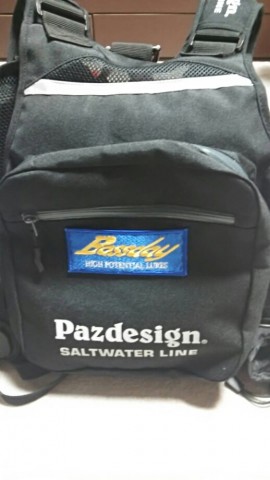 Bassday
HIGH POTENTIAL LURES
Pazdesign®
SALTWATER LINE